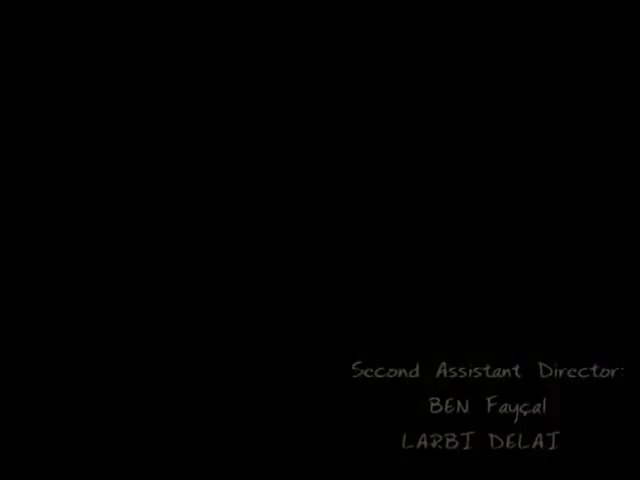 Second Assistant Director:
BEN Fayçal
LARBI DELAI